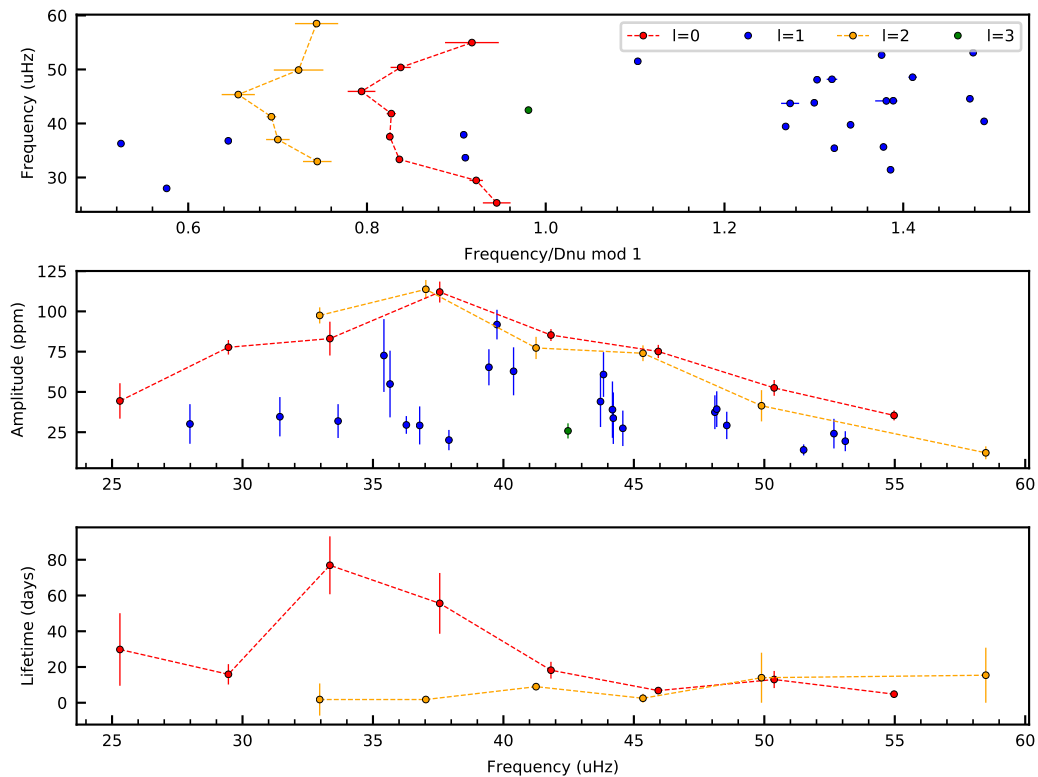 60
50
40
30
Frequency (uHz)
l=0 l=1 l=2 l=3
0.6 0.8 1.0 1.2 1.4
Frequency/Dnu mod 1
125
100
75
50
25
Amplitude (ppm)
25 30 35 40 45 50 55 60
80
60
40
20
0
Lifetime (days)
25 30 35 40 45 50 55 60
Frequency (uHz)